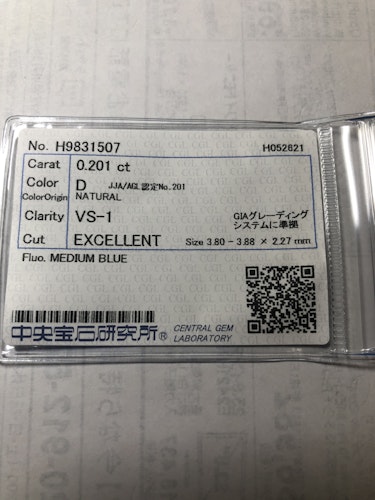 No. H9831507 H052621
Carat 0.201 ct
Color D JJA/AGL認定No.201
ColorOrigin NATURAL
Clarity VS-1 GIAグレーディング
システムに準拠
Cut EXCELLENT Size 3.80 - 3.88 × 2.27 mm
Fluo. MEDIUM BLUE
中央宝石研究所® CENTRAL GEM
LABORATORY